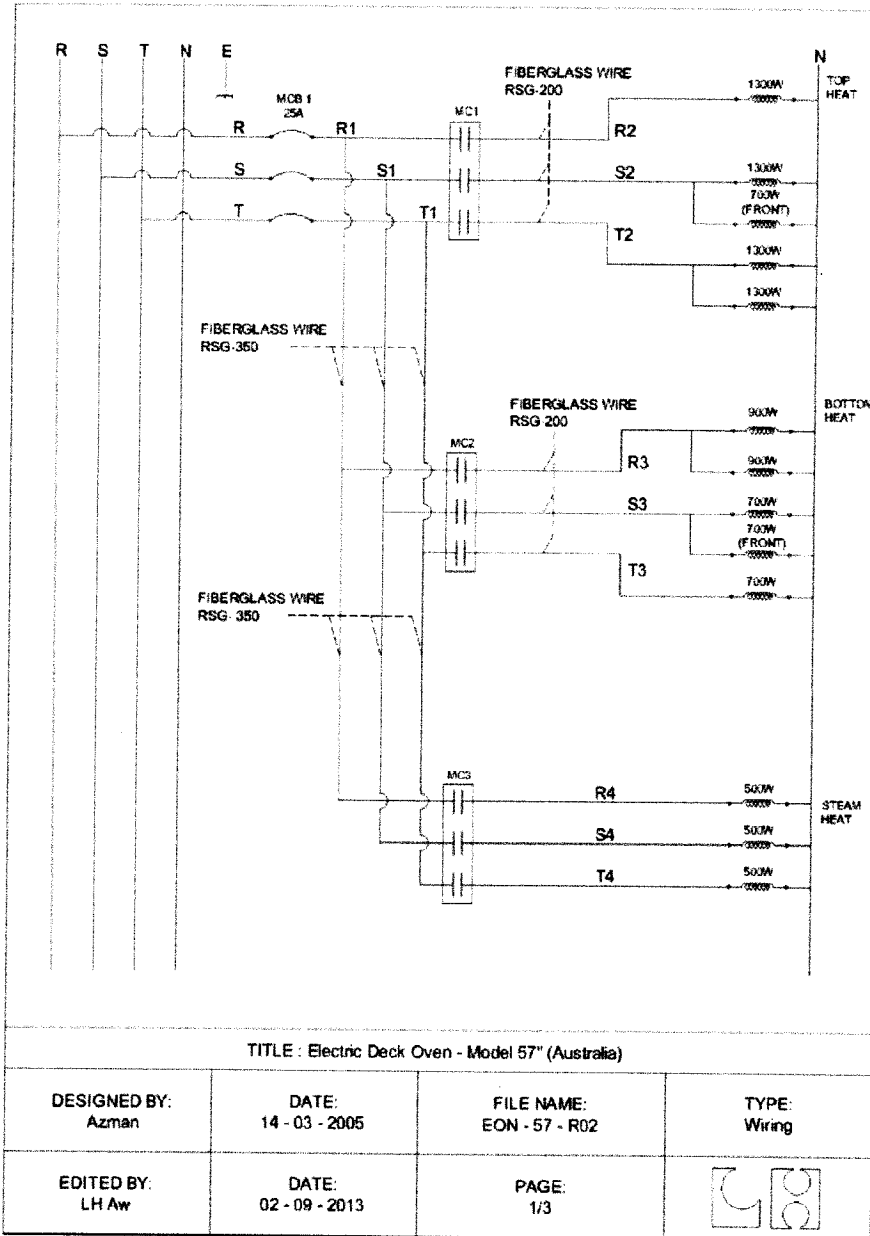 R S T N E
N
FIBERGLASS WIRE
RSG-200
1300W
TOP
HEAT
MCB 1
25A
MC1
R
R1
R2
S
S1
S2
1300W
700W
(FRONT)
T
T1
T2
1300W
1300W
FIBERGLASS WIRE
RSG-350
FIBERGLASS WIRE
RSG-200
900W
BOTTOM
HEAT
MC2
R3
900W
S3
700W
700W
(FRONT)
T3
700W
FIBERGLASS WIRE
RSG- 350
MC3
R4
500W
STEAM
HEAT
S4
500W
T4
500W
TITLE : Electric Deck Oven - Model 57" (Australia)
DESIGNED BY:
Azman
DATE:
14 - 03 - 2005
FILE NAME:
EON - 57 - R02
TYPE:
Wiring
EDITED BY:
LH Aw
DATE:
02 - 09 - 2013
PAGE:
1/3